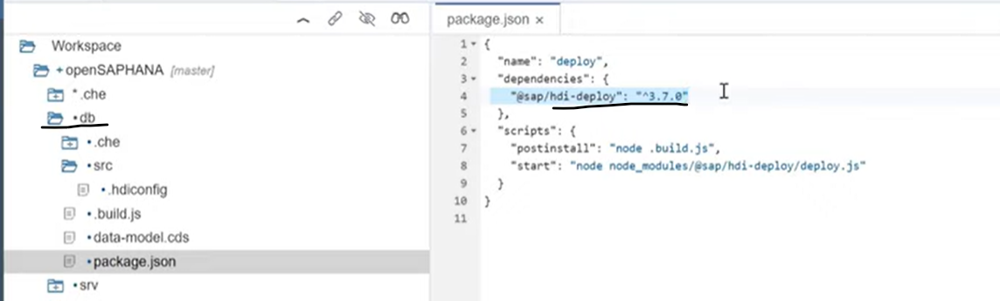 Workspace
+openSAPHANA [master]
*.che
•db
•.che
•src
•.hdiconfig
•.build.js
•data-model.cds
•package.json
•srv
package.json ×
1 {
2 "name": "deploy",
3 "dependencies": {
4 "@sap/hdi-deploy": "^3.7.0"
5 },
6 "scripts": {
7 "postinstall": "node .build.js",
8 "start": "node node_modules/@sap/hdi-deploy/deploy.js"
9 }
10 }
11